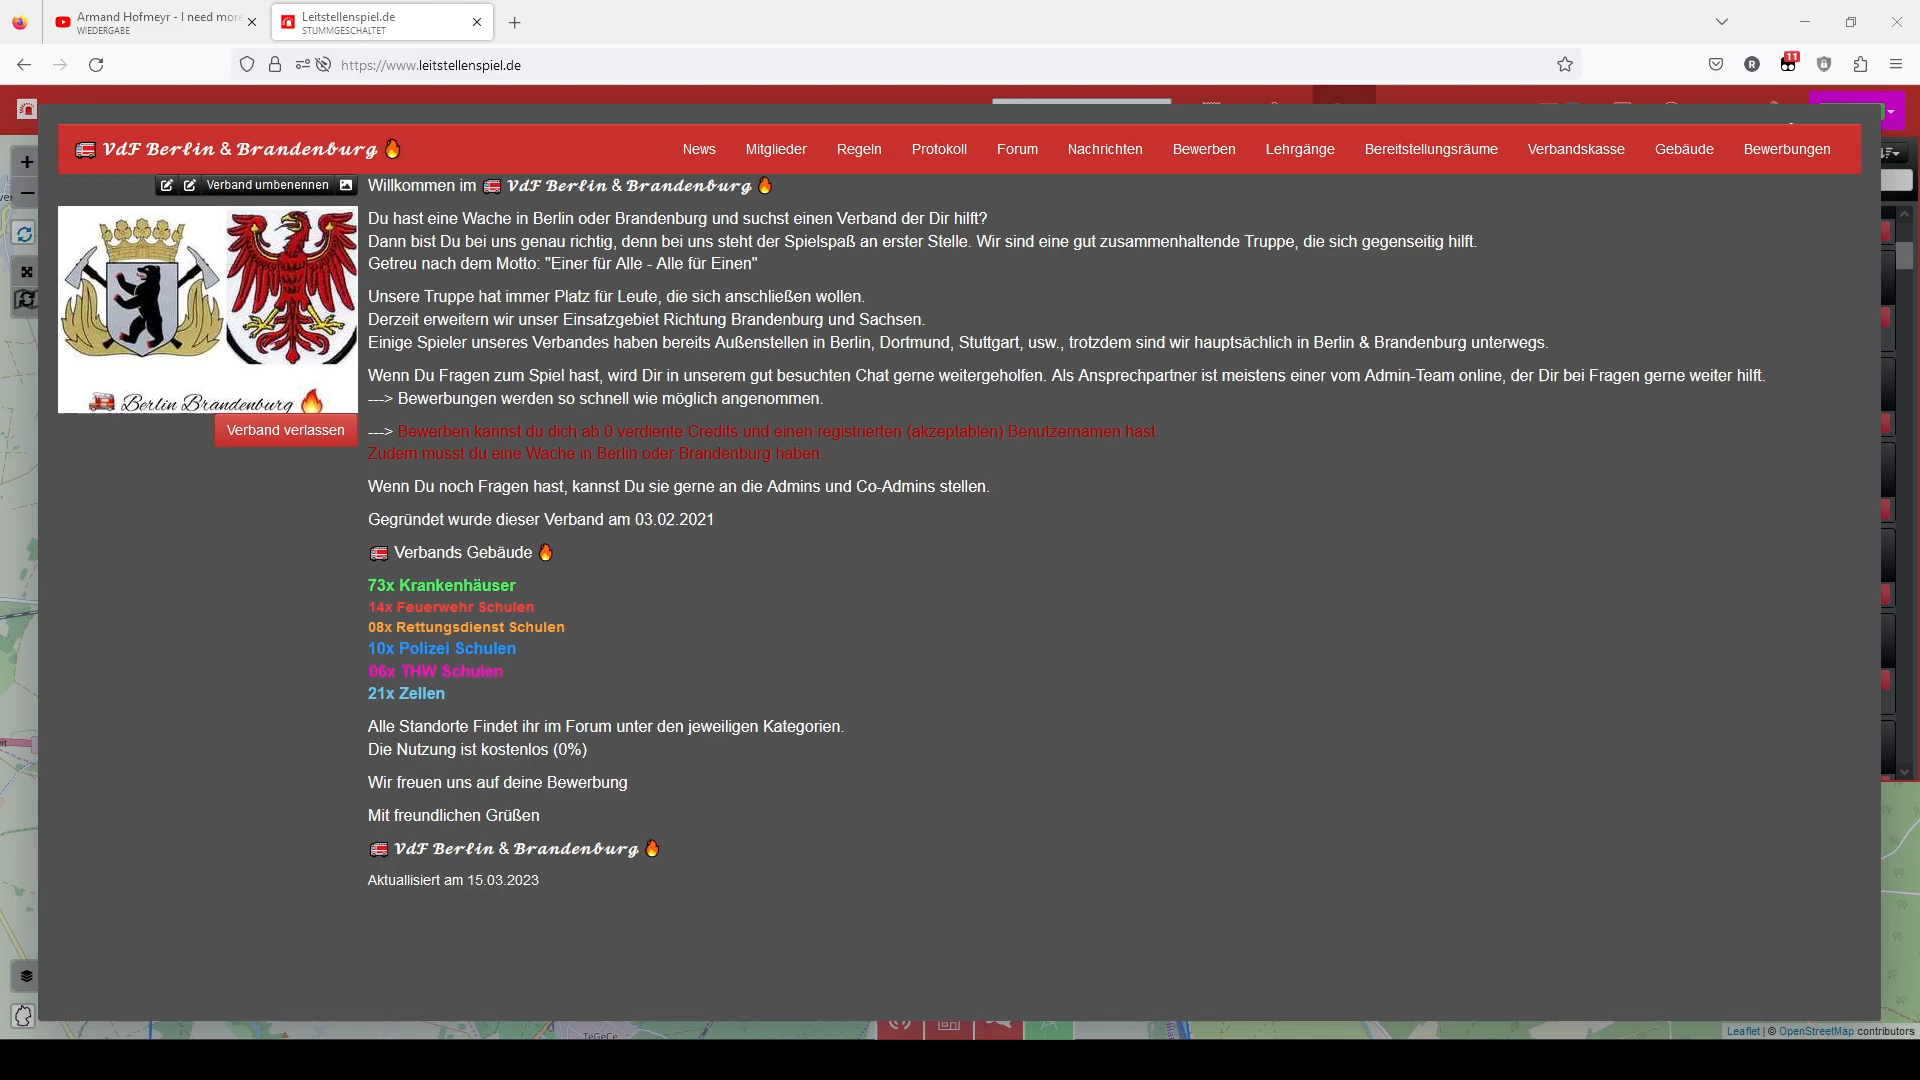 Armand Hofmeyr - I need more
WIEDERGABE
Leitstellenspiel.de
STUMMGESCHALTET
https://www.leitstellenspiel.de
R
11
🚒 𝓥𝓭𝓕 𝓑𝓮𝓻𝓵𝓲𝓷 & 𝓑𝓻𝓪𝓷𝓭𝓮𝓷𝓫𝓾𝓻𝓰 🔥
News Mitglieder Regeln Protokoll Forum Nachrichten Bewerben Lehrgänge Bereitstellungsräume Verbandskasse Gebäude Bewerbungen
Verband umbenennen
Berlin Brandenburg
Verband verlassen
Willkommen im 🚒 𝓥𝓭𝓕 𝓑𝓮𝓻𝓵𝓲𝓷 & 𝓑𝓻𝓪𝓷𝓭𝓮𝓷𝓫𝓾𝓻𝓰 🔥
Du hast eine Wache in Berlin oder Brandenburg und suchst einen Verband der Dir hilft?
Dann bist Du bei uns genau richtig, denn bei uns steht der Spielspaß an erster Stelle. Wir sind eine gut zusammenhaltende Truppe, die sich gegenseitig hilft.
Getreu nach dem Motto: "Einer für Alle - Alle für Einen"
Unsere Truppe hat immer Platz für Leute, die sich anschließen wollen.
Derzeit erweitern wir unser Einsatzgebiet Richtung Brandenburg und Sachsen.
Einige Spieler unseres Verbandes haben bereits Außenstellen in Berlin, Dortmund, Stuttgart, usw., trotzdem sind wir hauptsächlich in Berlin & Brandenburg unterwegs.
Wenn Du Fragen zum Spiel hast, wird Dir in unserem gut besuchten Chat gerne weitergeholfen. Als Ansprechpartner ist meistens einer vom Admin-Team online, der Dir bei Fragen gerne weiter hilft.
---> Bewerbungen werden so schnell wie möglich angenommen.
---> Bewerben kannst du dich ab 0 verdiente Credits und einen registrierten (akzeptablen) Benutzernamen hast.
Zudem musst du eine Wache in Berlin oder Brandenburg haben.
Wenn Du noch Fragen hast, kannst Du sie gerne an die Admins und Co-Admins stellen.
Gegründet wurde dieser Verband am 03.02.2021
🚒 Verbands Gebäude 🔥
73x Krankenhäuser
14x Feuerwehr Schulen
08x Rettungsdienst Schulen
10x Polizei Schulen
06x THW Schulen
21x Zellen
Alle Standorte Findet ihr im Forum unter den jeweiligen Kategorien.
Die Nutzung ist kostenlos (0%)
Wir freuen uns auf deine Bewerbung
Mit freundlichen Grüßen
🚒 𝓥𝓭𝓕 𝓑𝓮𝓻𝓵𝓲𝓷 & 𝓑𝓻𝓪𝓷𝓭𝓮𝓷𝓫𝓾𝓻𝓰 🔥
Aktuallisiert am 15.03.2023
TeGeCe
Leaflet | © OpenStreetMap contributors